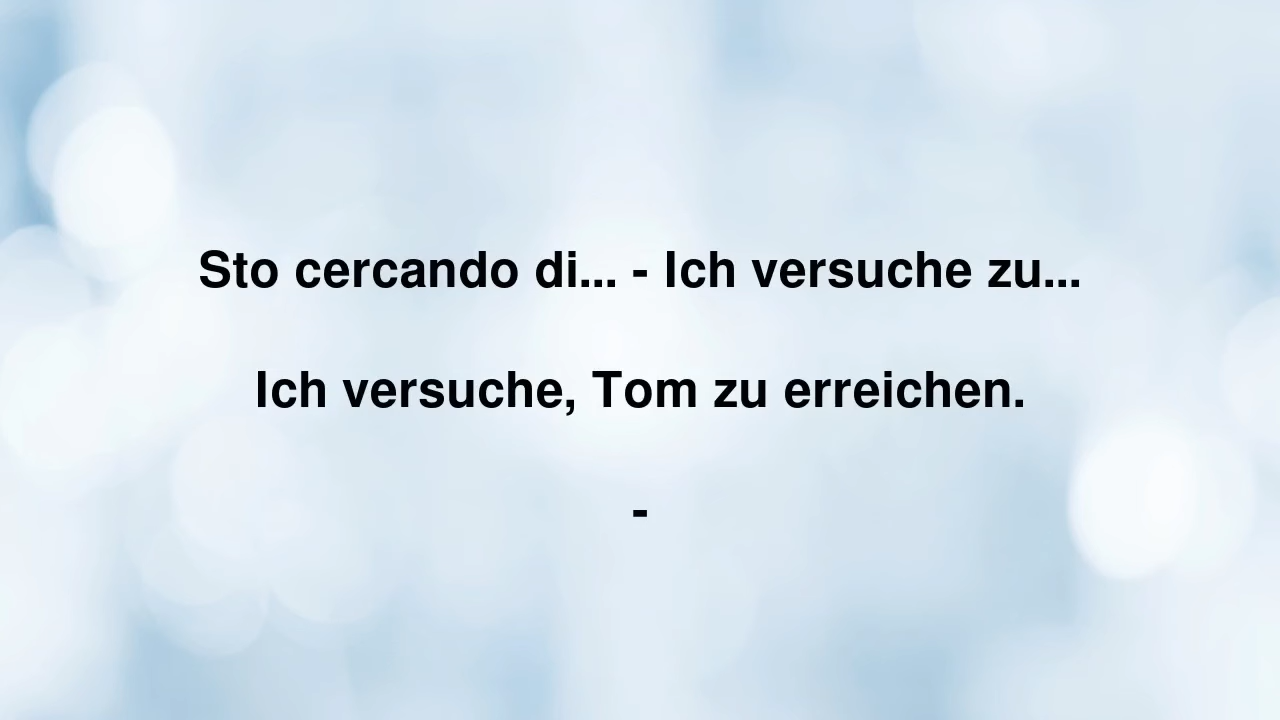 Sto cercando di... - Ich versuche zu...
Ich versuche, Tom zu erreichen.
-